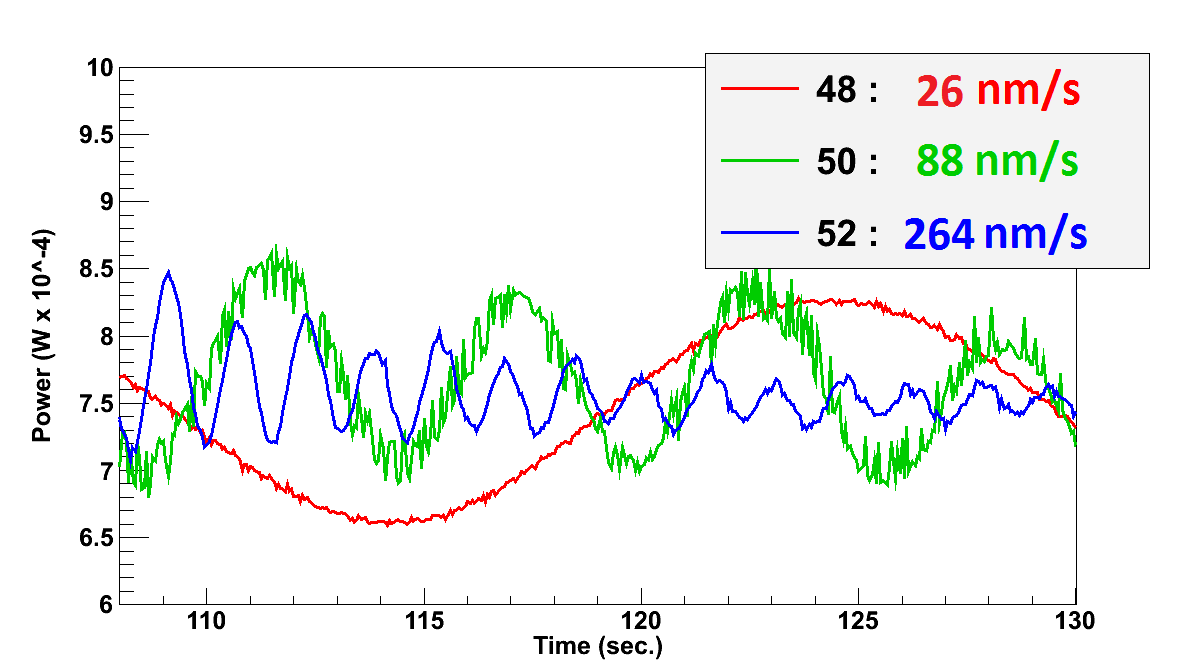 10
48 : 26 nm/s
9.5
50 : 88 nm/s
9
52 : 264 nm/s
8.5
8
7.5
7
6.5
6
Power (W x 10^-4)
110 115 120 125 130
Time (sec.)